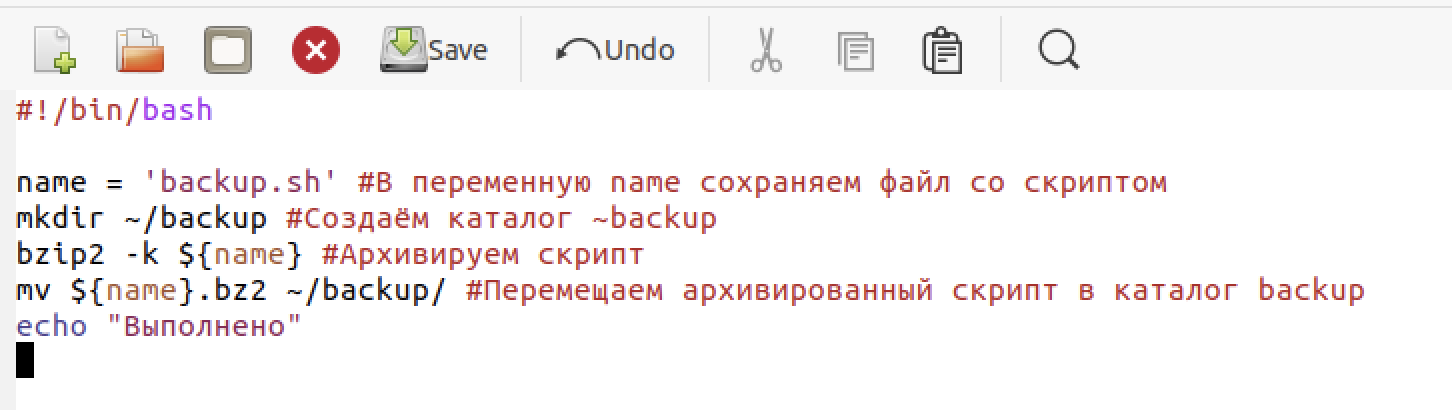 Save Undo
#!/bin/bash
name = 'backup.sh' #В переменную name сохраняем файл со скриптом
mkdir ~/backup #Создаём каталог ~backup
bzip2 -k ${name} #Архивируем скрипт
mv ${name}.bz2 ~/backup/ #Перемещаем архивированный скрипт в каталог backup
echo "Выполнено"